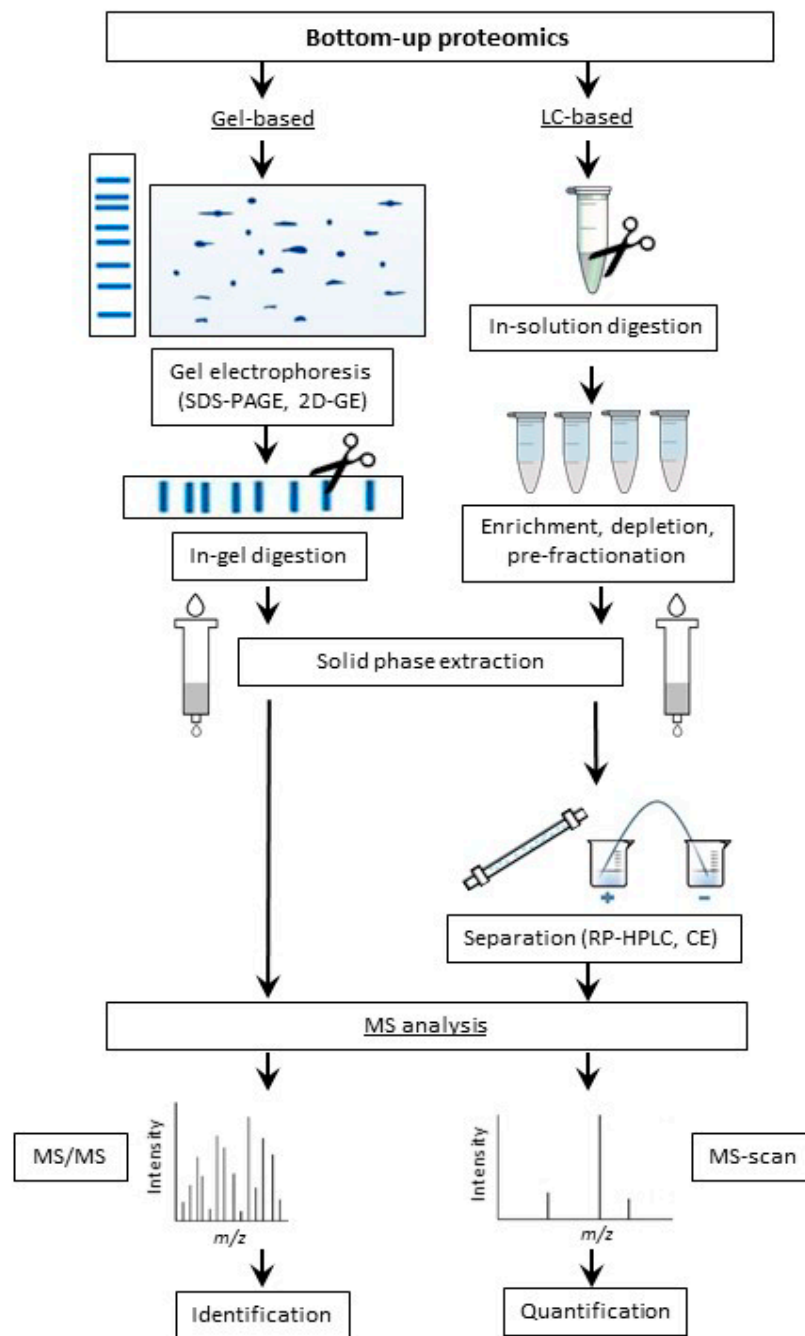 Bottom-up proteomics
Gel-based
LC-based
Gel electrophoresis
(SDS-PAGE, 2D-GE)
In-solution digestion
In-gel digestion
Enrichment, depletion,
pre-fractionation
Solid phase extraction
+
−
Separation (RP-HPLC, CE)
MS analysis
MS/MS
Intensity
m/z
Intensity
m/z
MS-scan
Identification
Quantification